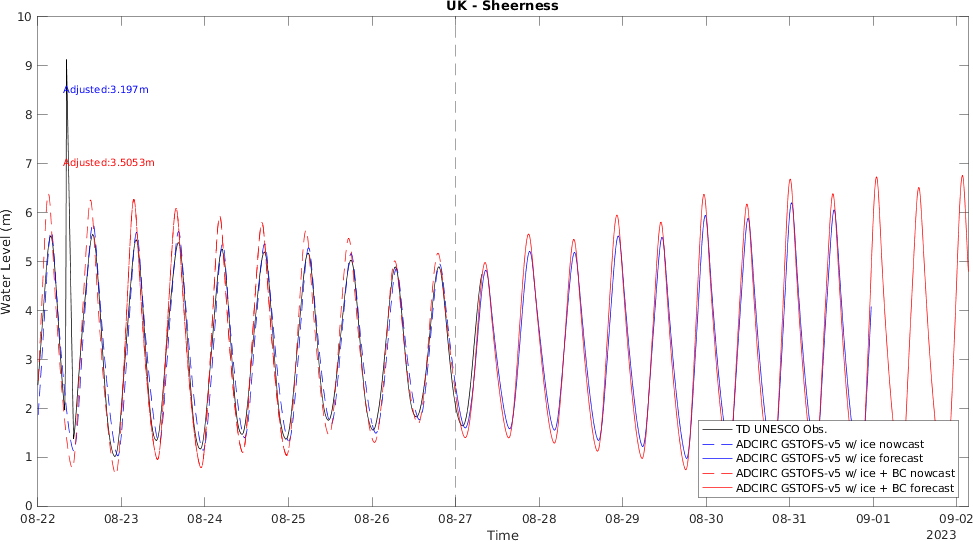 UK - Sheerness
10
9
8
7
6
5
4
3
2
1
0
Water Level (m)
Adjusted:3.197m
Adjusted:3.5053m
TD UNESCO Obs.
ADCIRC GSTOFS-v5 w/ ice nowcast
ADCIRC GSTOFS-v5 w/ ice forecast
ADCIRC GSTOFS-v5 w/ ice + BC nowcast
ADCIRC GSTOFS-v5 w/ ice + BC forecast
08-22 08-23 08-24 08-25 08-26 08-27 08-28 08-29 08-30 08-31 09-01 09-02
Time
2023